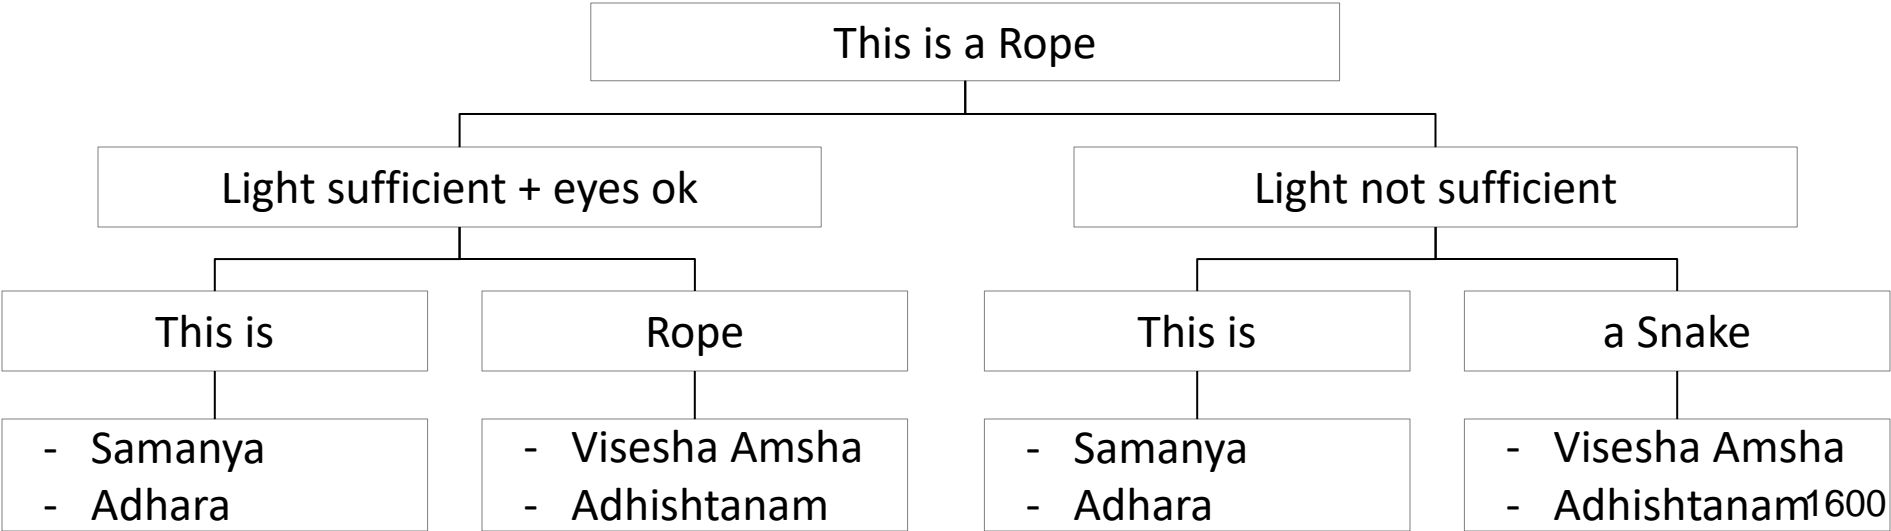 This is a Rope
Light sufficient + eyes ok
Light not sufficient
This is
Rope
This is
a Snake
- Samanya
- Adhara
- Visesha Amsha
- Adhishtanam
- Samanya
- Adhara
- Visesha Amsha
- Adhishtanam
1600